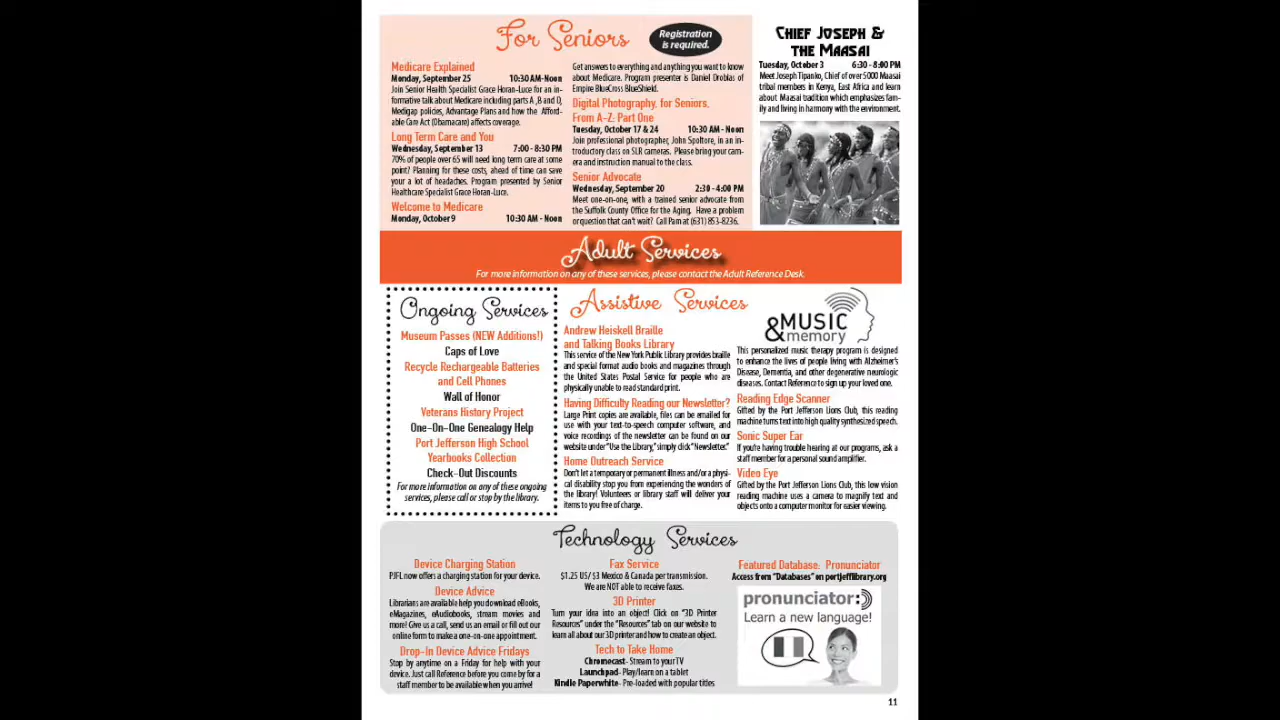 For Seniors
Registration
is required.
Medicare Explained
Monday, September 25 10:30 AM-Noon
Join Senior Health Specialist Grace Horan-Luce for an in-
formative talk about Medicare including parts A ,B and D,
Medigap policies, Advantage Plans and how the Afford-
able Care Act (Obamacare) affects coverage.
Long Term Care and You
Wednesday, September 13 7:00 - 8:30 PM
70% of people over 65 will need long term care at some
point? Planning for these costs, ahead of time can save
your a lot of headaches. Program presented by Senior
Healthcare Specialist Grace Horan-Luce.
Welcome to Medicare
Monday, October 9 10:30 AM - Noon
Get answers to everything and anything you want to know
about Medicare. Program presenter is Daniel Droblas of
Empire BlueCross BlueShield.
Digital Photography, for Seniors,
From A-Z: Part One
Tuesday, October 17 & 24 10:30 AM - Noon
Join professional photographer, John Spoltore, in an in-
troductory class on SLR cameras. Please bring your cam-
era and instruction manual to the class.
Senior Advocate
Wednesday, September 20 2:30 - 4:00 PM
Meet one-on-one, with a trained senior advocate from
the Suffolk County Office for the Aging. Have a problem
or question that can't wait? Call Pam at (631) 853-8236.
Chief Joseph &
the Maasai
Tuesday, October 3 6:30 - 8:00 PM
Meet Joseph Tipanko, Chief of over 5000 Maasai
tribal members in Kenya, East Africa and learn
about Maasai tradition which emphasizes fam-
ily and living in harmony with the environment.
Adult Services
For more information on any of these services, please contact the Adult Reference Desk.
Ongoing Services
Museum Passes (NEW Additions!)
Caps of Love
Recycle Rechargeable Batteries
and Cell Phones
Wall of Honor
Veterans History Project
One-On-One Genealogy Help
Port Jefferson High School
Yearbooks Collection
Check-Out Discounts
For more information on any of these ongoing
services, please call or stop by the library.
Assistive Services
Andrew Heiskell Braille
and Talking Books Library
This service of the New York Public Library provides braille
and special format audio books and magazines through
the United States Postal Service for people who are
physically unable to read standard print.
Having Difficulty Reading our Newsletter?
Large Print copies are available, files can be emailed for
use with your text-to-speech computer software, and
voice recordings of the newsletter can be found on our
website under "Use the Library," simply click "Newsletter."
Home Outreach Service
Don't let a temporary or permanent illness and/or a physi-
cal disability stop you from experiencing the wonders of
the library! Volunteers or library staff will deliver your
items to you free of charge.
MUSIC
& memory
This personalized music therapy program is designed
to enhance the lives of people living with Alzheimer's
Disease, Dementia, and other degenerative neurologic
diseases. Contact Reference to sign up your loved one.
Reading Edge Scanner
Gifted by the Port Jefferson Lions Club, this reading
machine turns text into high quality synthesized speech.
Sonic Super Ear
If you're having trouble hearing at our programs, ask a
staff member for a personal sound amplifier.
Video Eye
Gifted by the Port Jefferson Lions Club, this low vision
reading machine uses a camera to magnify text and
objects onto a computer monitor for easier viewing.
Technology Services
Device Charging Station
PJFL now offers a charging station for your device.
Device Advice
Librarians are available help you download eBooks,
eMagazines, eAudiobooks, stream movies and
more! Give us a call, send us an email or fill out our
online form to make a one-on-one appointment.
Drop-In Device Advice Fridays
Stop by anytime on a Friday for help with your
device. Just call Reference before you come by for a
staff member to be available when you arrive!
Fax Service
$1.25 US/ $3 Mexico & Canada per transmission.
We are NOT able to receive faxes.
3D Printer
Turn your idea into an object! Click on "3D Printer
Resources" under the "Resources" tab on our website to
learn all about our 3D printer and how to create an object.
Tech to Take Home
Chromecast- Stream to your TV
Launchpad- Play/learn on a tablet
Kindle Paperwhite- Pre-loaded with popular titles
Featured Database: Pronunciator
Access from "Databases" on portjefflibrary.org
pronunciator:)
Learn a new language!
11